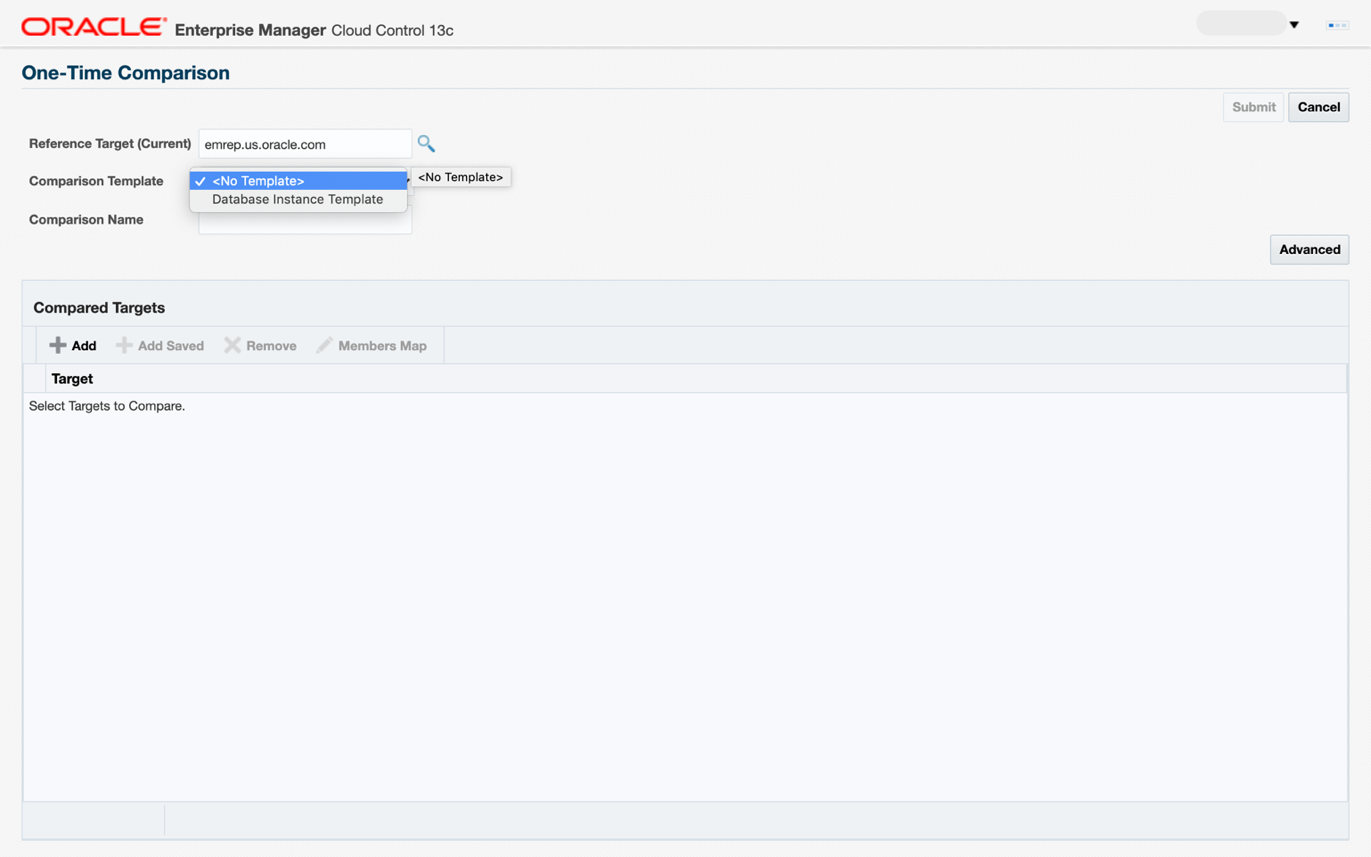 ORACLE® Enterprise Manager Cloud Control 13c
One-Time Comparison
Submit Cancel
Reference Target (Current) emrep.us.oracle.com
Comparison Template ✓ <No Template> <No Template>
Database Instance Template
Comparison Name
Advanced
Compared Targets
Add Add Saved Remove Members Map
Target
Select Targets to Compare.